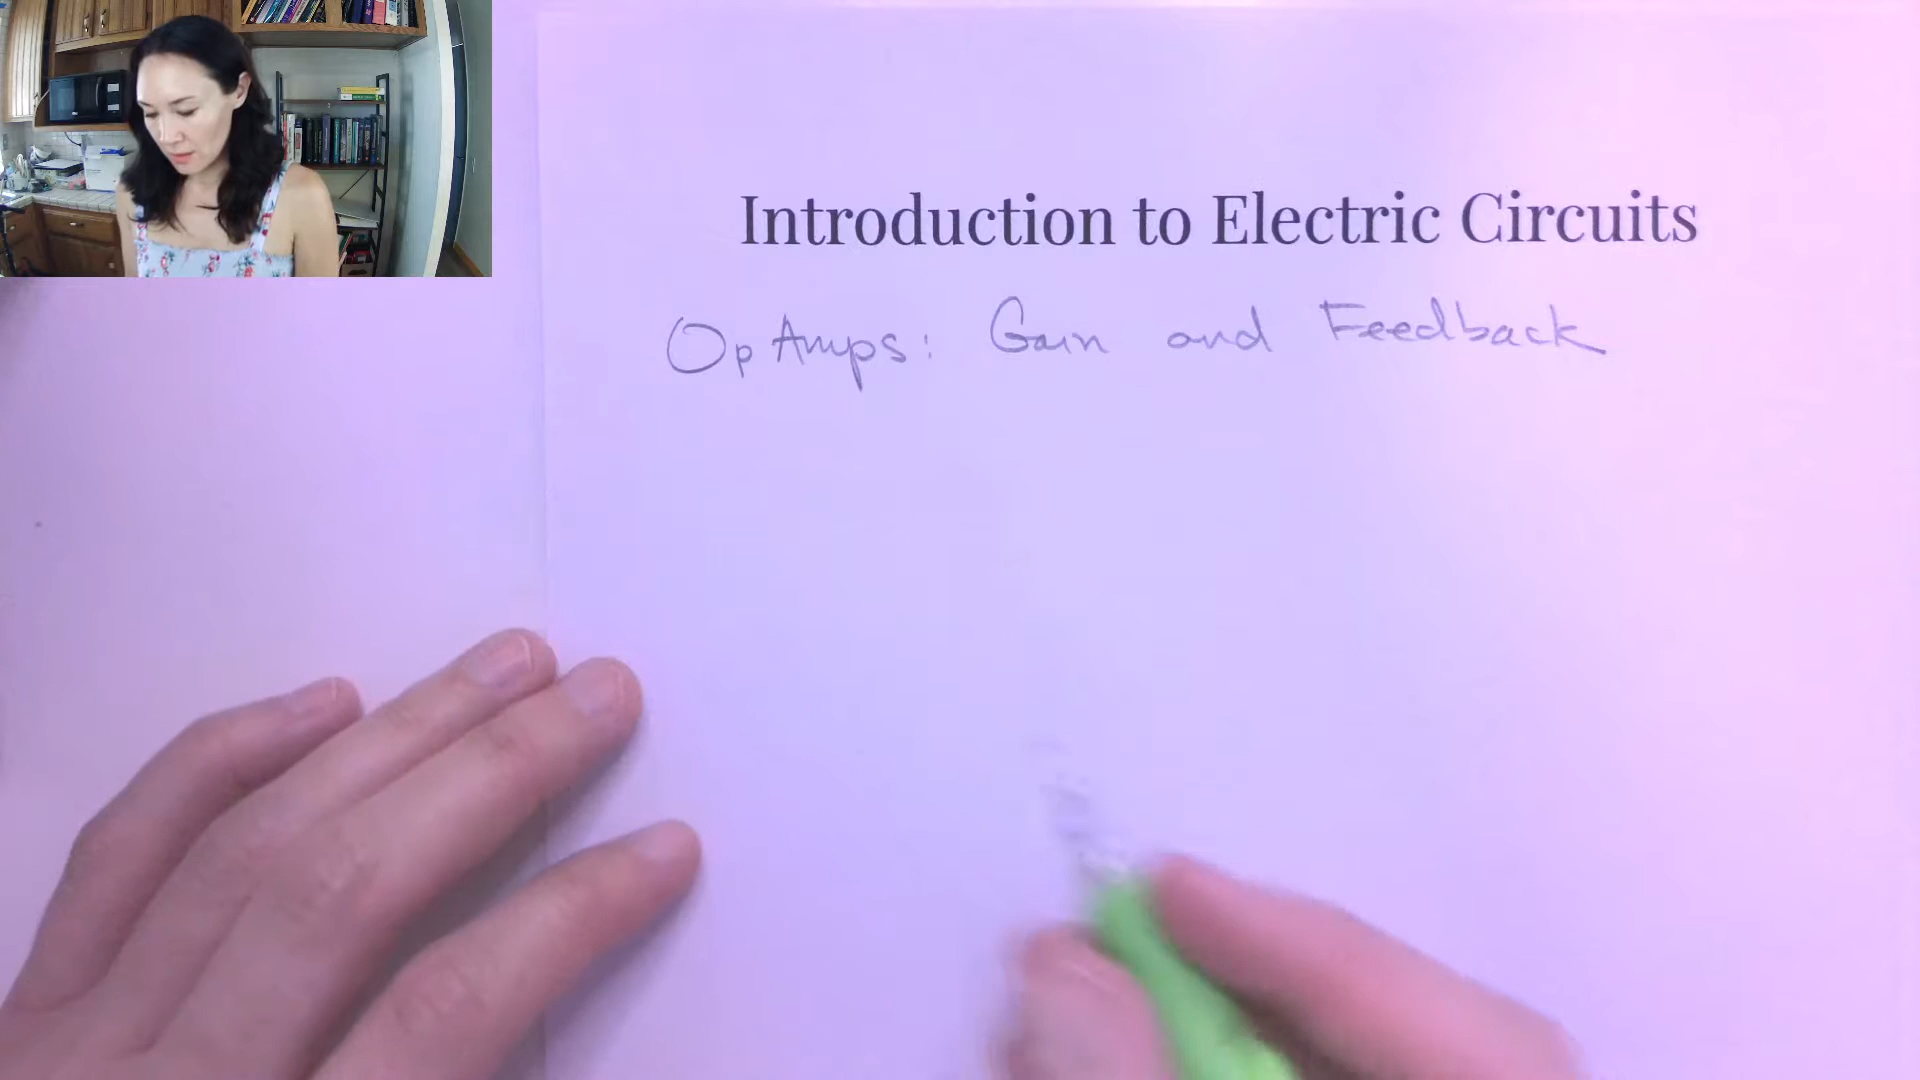 Introduction to Electric Circuits
Op Amps: Gain and Feedback